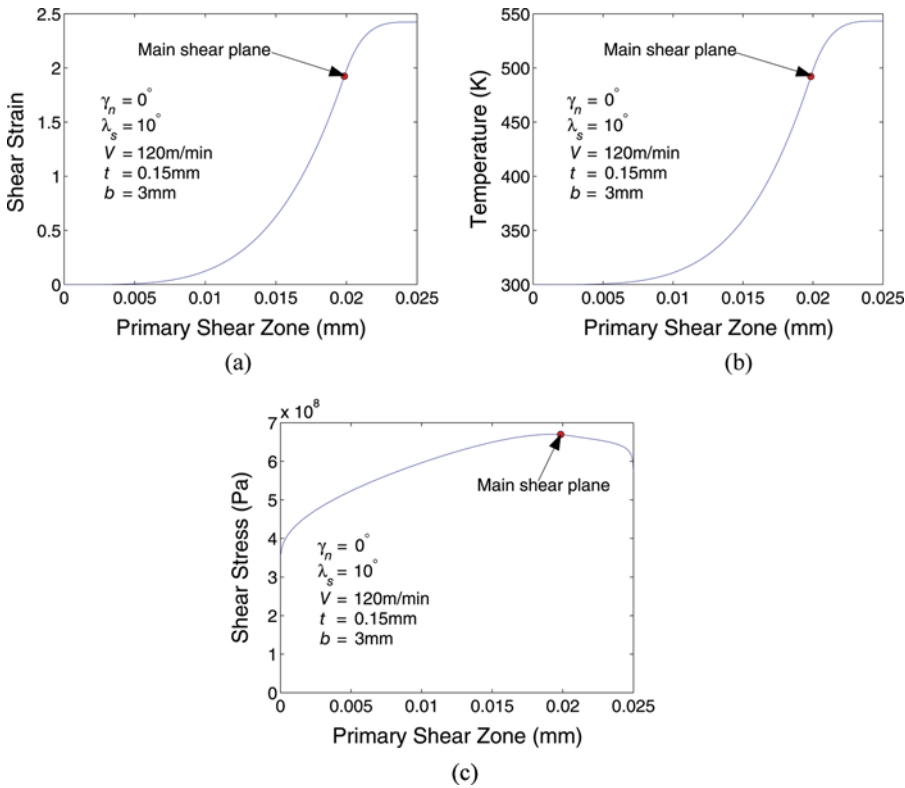 2.5
2
1.5
1
0.5
0
Shear Strain
Main shear plane
γn = 0°
λs = 10°
V = 120m/min
t = 0.15mm
b = 3mm
0 0.005 0.01 0.015 0.02 0.025
Primary Shear Zone (mm)
(a)
550
500
450
400
350
300
Temperature (K)
Main shear plane
γn = 0°
λs = 10°
V = 120m/min
t = 0.15mm
b = 3mm
0 0.005 0.01 0.015 0.02 0.025
Primary Shear Zone (mm)
(b)
x 10^8
7
6
5
4
3
2
1
0
Shear Stress (Pa)
Main shear plane
γn = 0°
λs = 10°
V = 120m/min
t = 0.15mm
b = 3mm
0 0.005 0.01 0.015 0.02 0.025
Primary Shear Zone (mm)
(c)